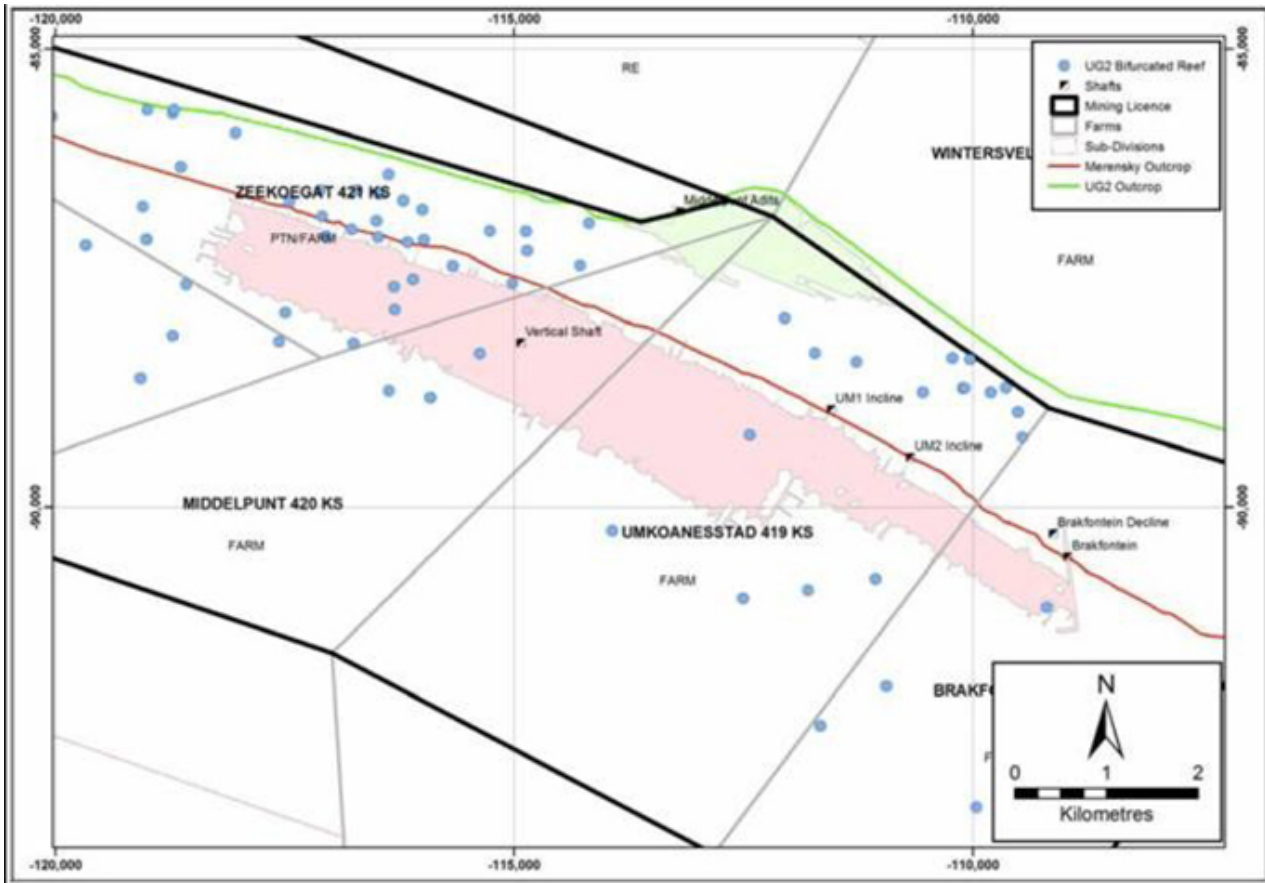 -120,000
-115,000
-110,000
-85,000
-85,000
RE
UG2 Bifurcated Reef
Shafts
Mining Licence
Farms
Sub-Divisions
Merensky Outcrop
UG2 Outcrop
WINTERSVEL
ZEEKOEGAT 421 KS
PTN/FARM
FARM
Vertical Shaft
UM1 Incline
UM2 Incline
MIDDELPUNT 420 KS
FARM
UMKOANESSTAD 419 KS
FARM
Brakfontein Decline
Brakfontein
-90,000
-90,000
BRAKF
F
N
0 1 2
Kilometres
-120,000
-115,000
-110,000